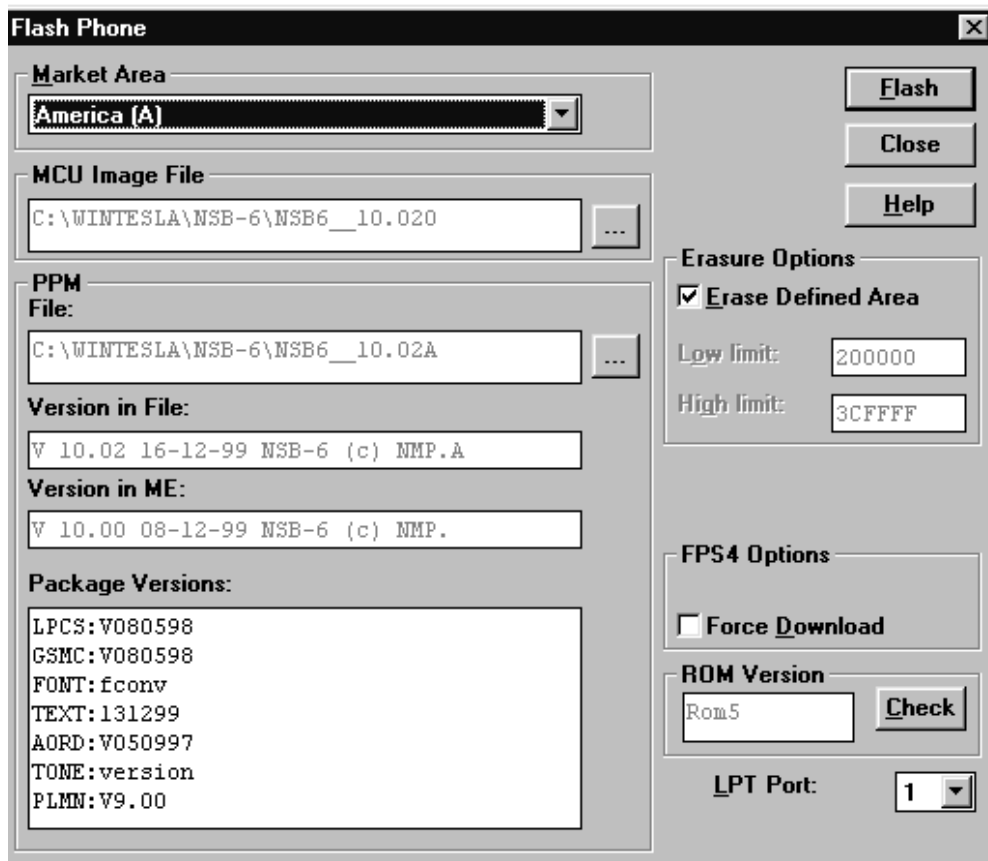 Flash Phone
Market Area
America (A)
MCU Image File
C:\WINTESLA\NSB-6\NSB6__10.020
...
PPM
File:
C:\WINTESLA\NSB-6\NSB6__10.02A
...
Version in File:
V 10.02 16-12-99 NSB-6 (c) NMP.A
Version in ME:
V 10.00 08-12-99 NSB-6 (c) NMP.
Package Versions:
LPCS:V080598
GSMC:V080598
FONT:fconv
TEXT:131299
AORD:V050997
TONE:version
PLMN:V9.00
Flash
Close
Help
Erasure Options
Erase Defined Area
Low limit:
200000
High limit:
3CFFFF
FPS4 Options
Force Download
ROM Version
Rom5
Check
LPT Port:
1